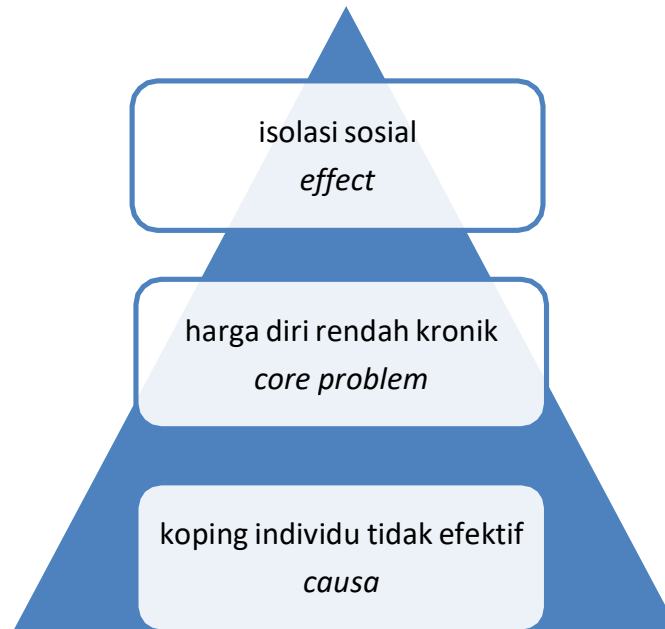 isolasi sosial
effect
harga diri rendah kronik
core problem
koping individu tidak efektif
causa